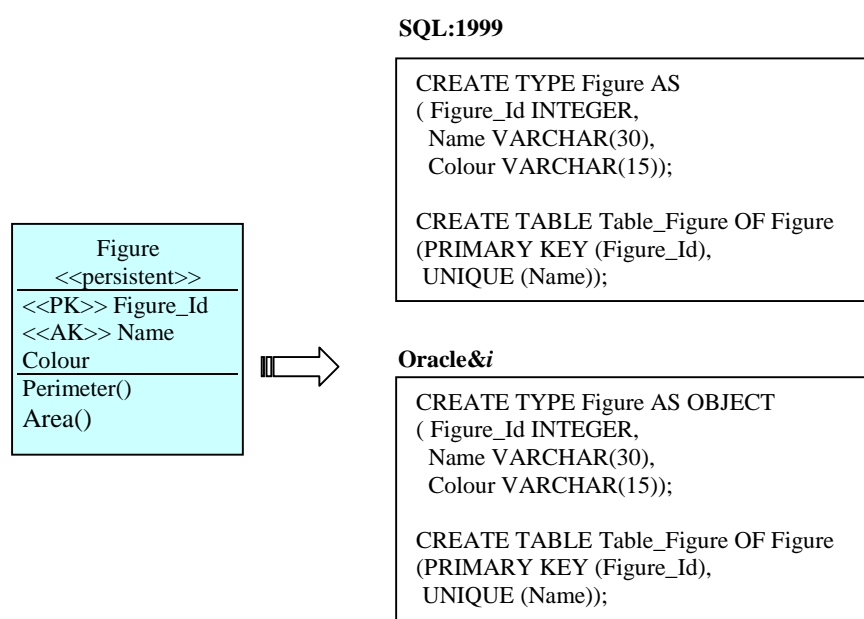 SQL:1999
CREATE TYPE Figure AS
( Figure_Id INTEGER,
Name VARCHAR(30),
Colour VARCHAR(15));
CREATE TABLE Table_Figure OF Figure
(PRIMARY KEY (Figure_Id),
UNIQUE (Name));
Figure
<<persistent>>
<<PK>> Figure_Id
<<AK>> Name
Colour
Perimeter()
Area()
Oracle&i
CREATE TYPE Figure AS OBJECT
( Figure_Id INTEGER,
Name VARCHAR(30),
Colour VARCHAR(15));
CREATE TABLE Table_Figure OF Figure
(PRIMARY KEY (Figure_Id),
UNIQUE (Name));